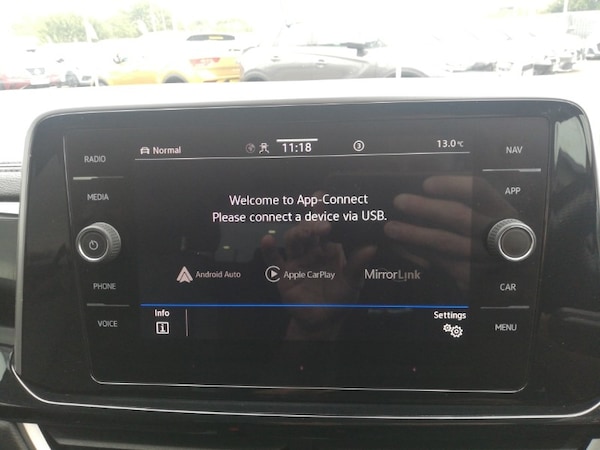 RADIO
MEDIA
PHONE
VOICE
Normal
11:18
3
13.0°C
Welcome to App-Connect
Please connect a device via USB.
Android Auto
Apple CarPlay
MirrorLink
Info
i
Settings
NAV
APP
CAR
MENU